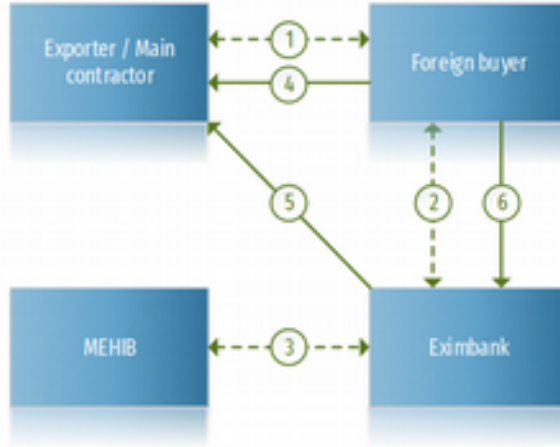 Exporter / Main
contractor
1
Foreign buyer
4
5
2
6
MEHIB
3
Eximbank